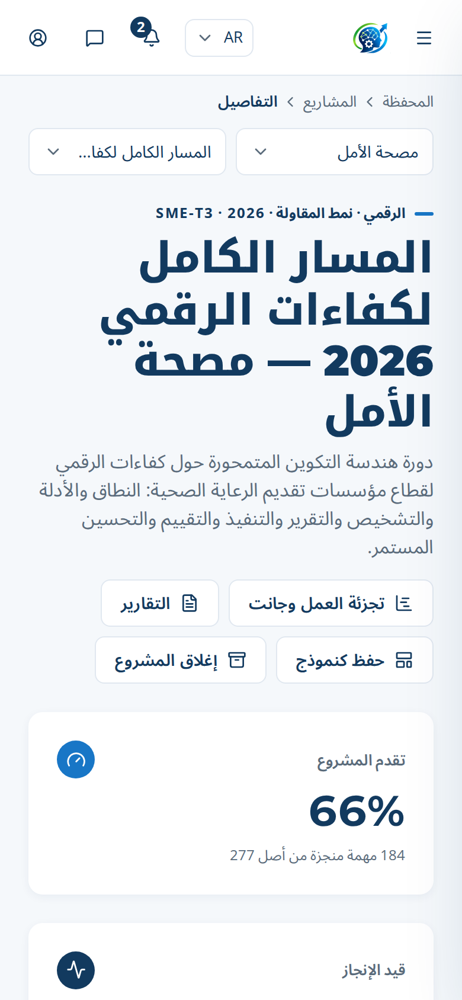 AR
2
المحفظة > المشاريع > التفاصيل
مصحة الأمل
المسار الكامل لكفا...
الرقمي · نمط المقاولة · SME-T3 · 2026
المسار الكامل
لكفاءات الرقمي
2026 — مصحة
الأمل
دورة هندسة التكوين المتمحورة حول كفاءات الرقمي
لقطاع مؤسسات تقديم الرعاية الصحية: النطاق والأدلة
والتشخيص والتقرير والتنفيذ والتقييم والتحسين
المستمر.
تجزئة العمل وجانت
التقارير
حفظ كنموذج
إغلاق المشروع
تقدم المشروع
66%
184 مهمة منجزة من أصل 277
قيد الإنجاز